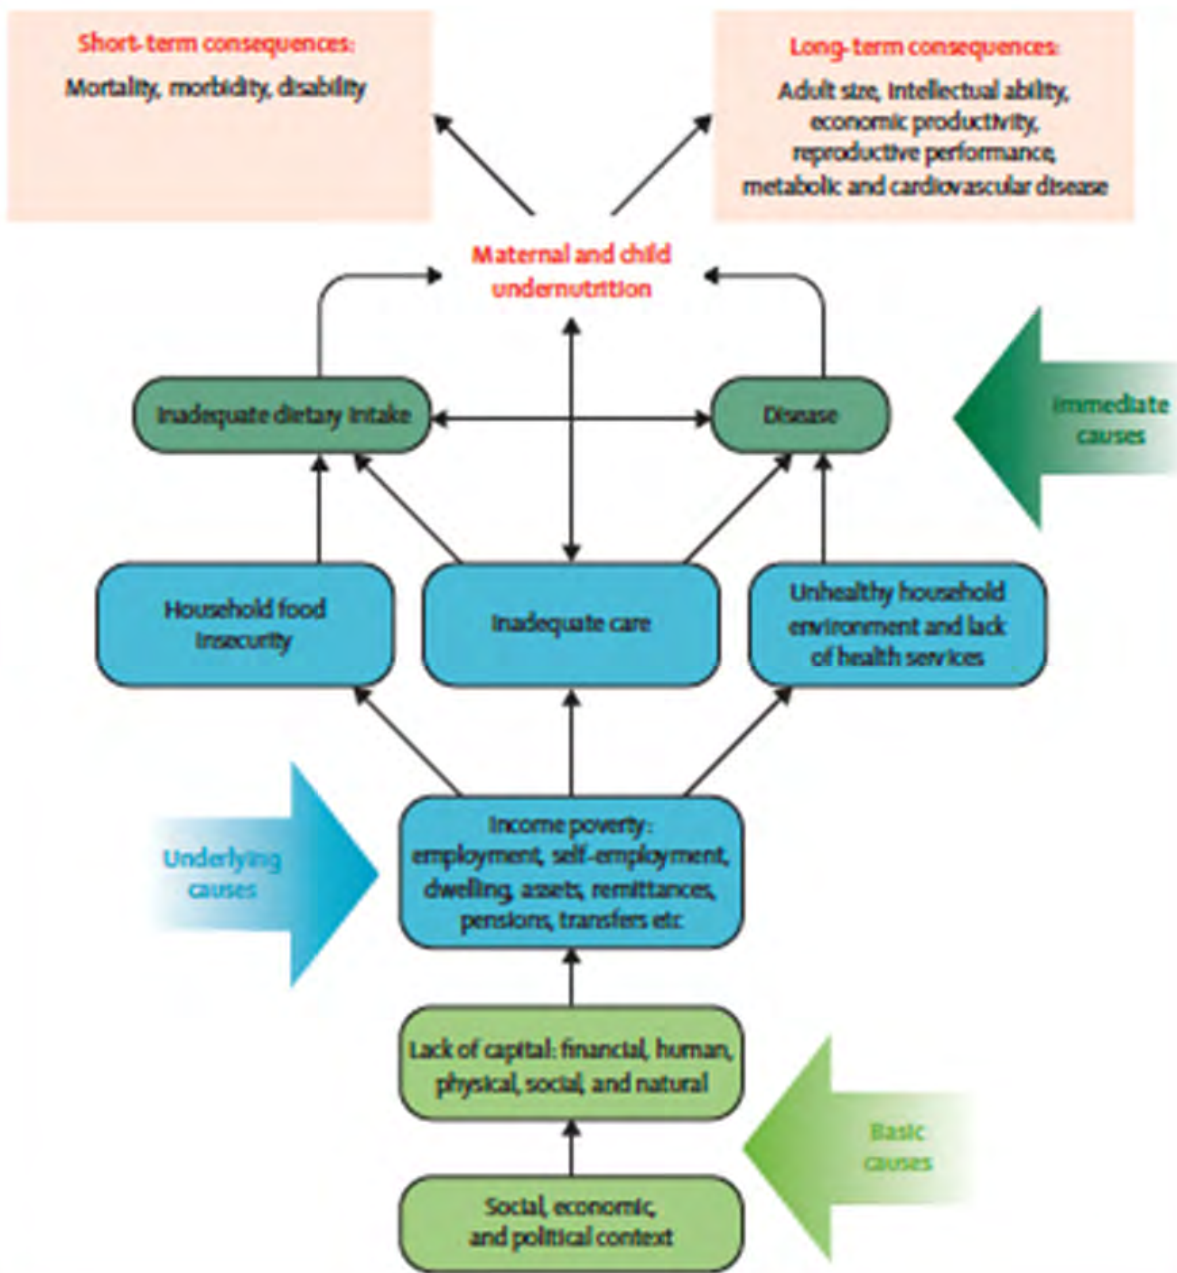 Short-term consequences:
Mortality, morbidity, disability
Long-term consequences:
Adult size, intellectual ability,
economic productivity,
reproductive performance,
metabolic and cardiovascular disease
Maternal and child
undernutrition
Inadequate dietary intake
Disease
Immediate
causes
Household food
insecurity
Inadequate care
Unhealthy household
environment and lack
of health services
Underlying
causes
Income poverty:
employment, self-employment,
dwelling, assets, remittances,
pensions, transfers etc
Lack of capital: financial, human,
physical, social, and natural
Basic
causes
Social, economic,
and political context